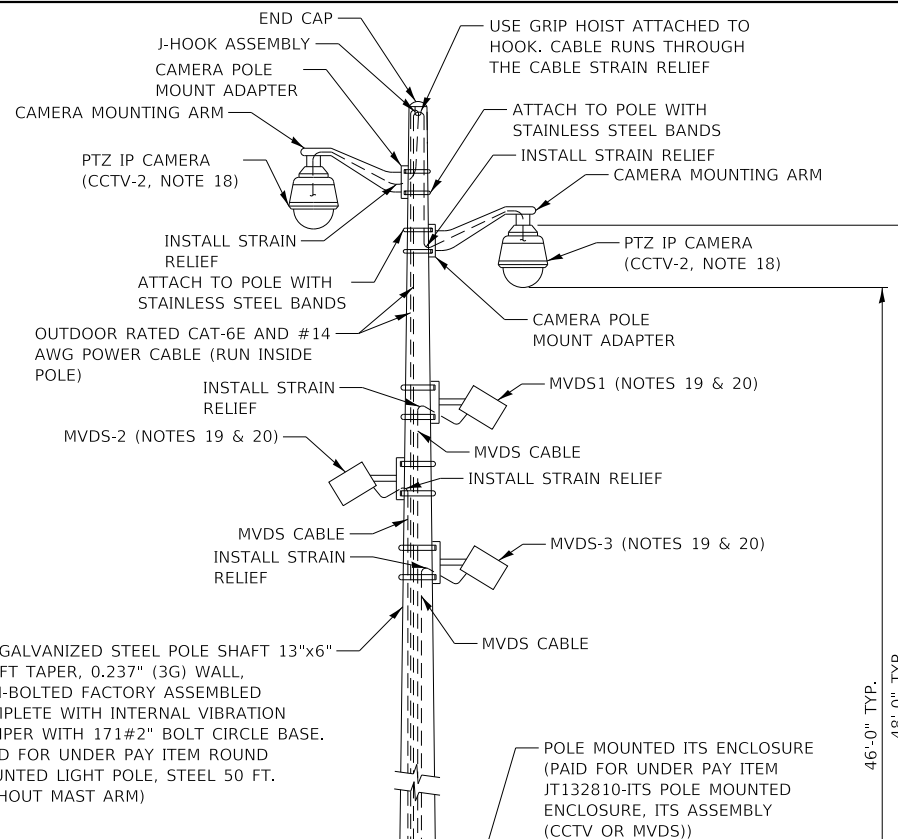 END CAP
J-HOOK ASSEMBLY
CAMERA POLE
MOUNT ADAPTER
CAMERA MOUNTING ARM
PTZ IP CAMERA
(CCTV-2, NOTE 18)
USE GRIP HOIST ATTACHED TO
HOOK. CABLE RUNS THROUGH
THE CABLE STRAIN RELIEF
ATTACH TO POLE WITH
STAINLESS STEEL BANDS
INSTALL STRAIN RELIEF
CAMERA MOUNTING ARM
PTZ IP CAMERA
(CCTV-2, NOTE 18)
INSTALL STRAIN
RELIEF
ATTACH TO POLE WITH
STAINLESS STEEL BANDS
OUTDOOR RATED CAT-6E AND #14
AWG POWER CABLE (RUN INSIDE
POLE)
CAMERA POLE
MOUNT ADAPTER
INSTALL STRAIN
RELIEF
MVDS1 (NOTES 19 & 20)
MVDS-2 (NOTES 19 & 20)
MVDS CABLE
INSTALL STRAIN RELIEF
MVDS CABLE
INSTALL STRAIN
RELIEF
MVDS-3 (NOTES 19 & 20)
MVDS CABLE
GALVANIZED STEEL POLE SHAFT 13"x6"
FT TAPER, 0.237" (3G) WALL,
-BOLTED FACTORY ASSEMBLED
PLETE WITH INTERNAL VIBRATION
PER WITH 171#2" BOLT CIRCLE BASE.
D FOR UNDER PAY ITEM ROUND
UNTED LIGHT POLE, STEEL 50 FT.
HOUT MAST ARM)
POLE MOUNTED ITS ENCLOSURE
(PAID FOR UNDER PAY ITEM
JT132810-ITS POLE MOUNTED
ENCLOSURE, ITS ASSEMBLY
(CCTV OR MVDS))
46'-0" TYP.
48'-0" TYP